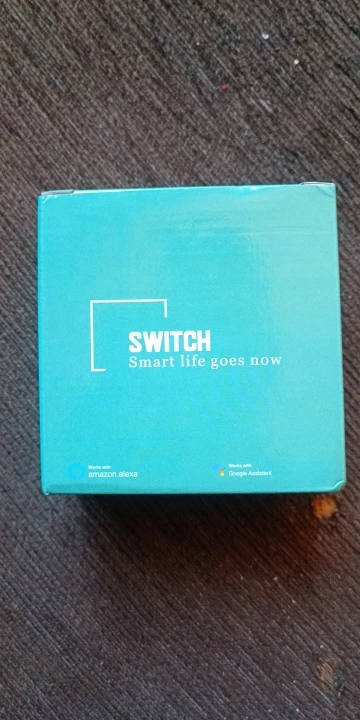 SWITCH
Smart life goes now
Works with
amazon alexa
Works with
Google Assistant